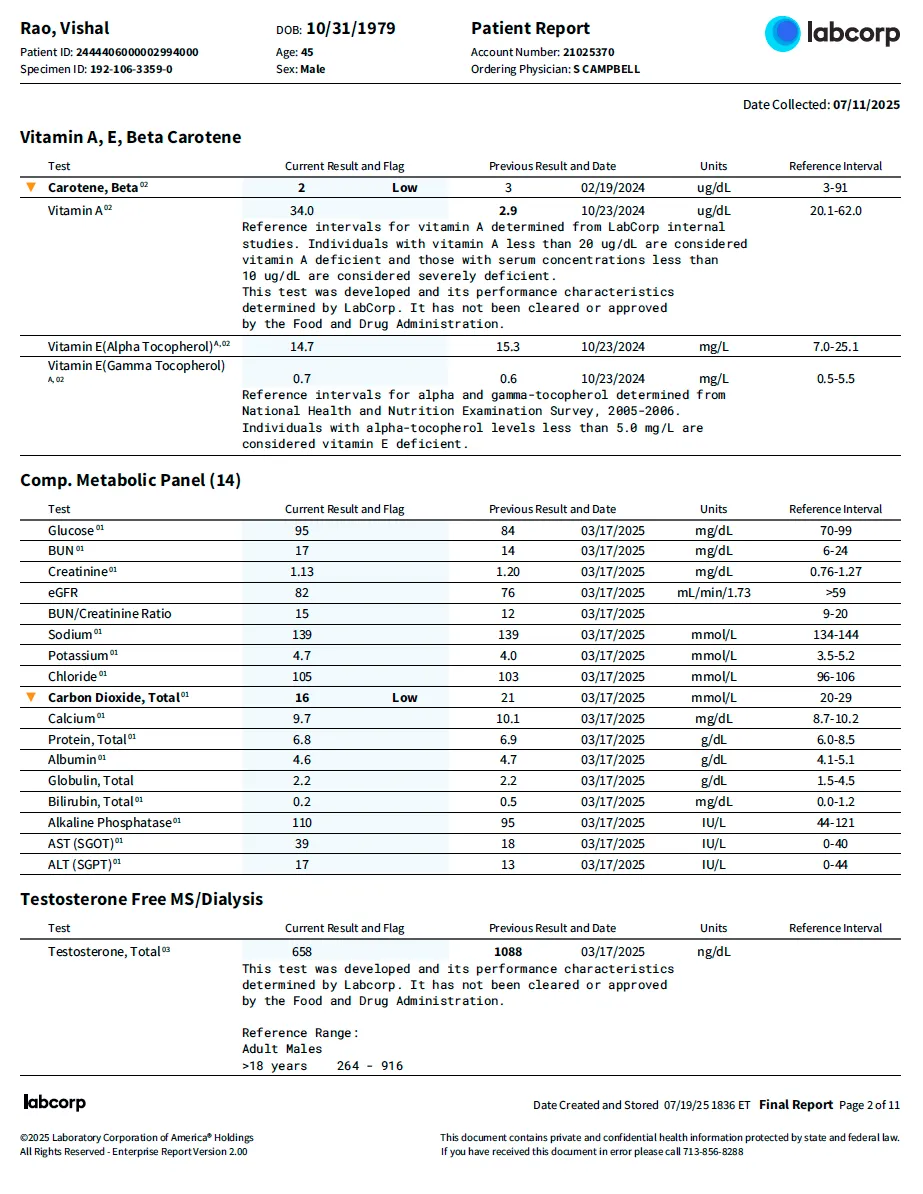 Rao, Vishal DOB: 10/31/1979 Patient Report labcorp
Patient ID: 2444406000002994000 Age: 45 Account Number: 21025370
Specimen ID: 192-106-3359-0 Sex: Male Ordering Physician: S CAMPBELL
Date Collected: 07/11/2025
Vitamin A, E, Beta Carotene
Test Current Result and Flag Previous Result and Date Units Reference Interval
▼ Carotene, Beta 02 2 Low 3 02/19/2024 ug/dL 3-91
Vitamin A 02 34.0 2.9 10/23/2024 ug/dL 20.1-62.0
Reference intervals for vitamin A determined from LabCorp internal
studies. Individuals with vitamin A less than 20 ug/dL are considered
vitamin A deficient and those with serum concentrations less than
10 ug/dL are considered severely deficient.
This test was developed and its performance characteristics
determined by LabCorp. It has not been cleared or approved
by the Food and Drug Administration.
Vitamin E(Alpha Tocopherol) A, 02 14.7 15.3 10/23/2024 mg/L 7.0-25.1
Vitamin E(Gamma Tocopherol)
A, 02 0.7 0.6 10/23/2024 mg/L 0.5-5.5
Reference intervals for alpha and gamma-tocopherol determined from
National Health and Nutrition Examination Survey, 2005-2006.
Individuals with alpha-tocopherol levels less than 5.0 mg/L are
considered vitamin E deficient.
Comp. Metabolic Panel (14)
Test Current Result and Flag Previous Result and Date Units Reference Interval
Glucose 01 95 84 03/17/2025 mg/dL 70-99
BUN 01 17 14 03/17/2025 mg/dL 6-24
Creatinine 01 1.13 1.20 03/17/2025 mg/dL 0.76-1.27
eGFR 82 76 03/17/2025 mL/min/1.73 >59
BUN/Creatinine Ratio 15 12 03/17/2025 9-20
Sodium 01 139 139 03/17/2025 mmol/L 134-144
Potassium 01 4.7 4.0 03/17/2025 mmol/L 3.5-5.2
Chloride 01 105 103 03/17/2025 mmol/L 96-106
▼ Carbon Dioxide, Total 01 16 Low 21 03/17/2025 mmol/L 20-29
Calcium 01 9.7 10.1 03/17/2025 mg/dL 8.7-10.2
Protein, Total 01 6.8 6.9 03/17/2025 g/dL 6.0-8.5
Albumin 01 4.6 4.7 03/17/2025 g/dL 4.1-5.1
Globulin, Total 2.2 2.2 03/17/2025 g/dL 1.5-4.5
Bilirubin, Total 01 0.2 0.5 03/17/2025 mg/dL 0.0-1.2
Alkaline Phosphatase 01 110 95 03/17/2025 IU/L 44-121
AST (SGOT) 01 39 18 03/17/2025 IU/L 0-40
ALT (SGPT) 01 17 13 03/17/2025 IU/L 0-44
Testosterone Free MS/Dialysis
Test Current Result and Flag Previous Result and Date Units Reference Interval
Testosterone, Total 03 658 1088 03/17/2025 ng/dL
This test was developed and its performance characteristics
determined by Labcorp. It has not been cleared or approved
by the Food and Drug Administration.
Reference Range:
Adult Males
>18 years 264 - 916
labcorp Date Created and Stored 07/19/25 1836 ET Final Report Page 2 of 11
©2025 Laboratory Corporation of America® Holdings This document contains private and confidential health information protected by state and federal law.
All Rights Reserved - Enterprise Report Version 2.00 If you have received this document in error please call 713-856-8288